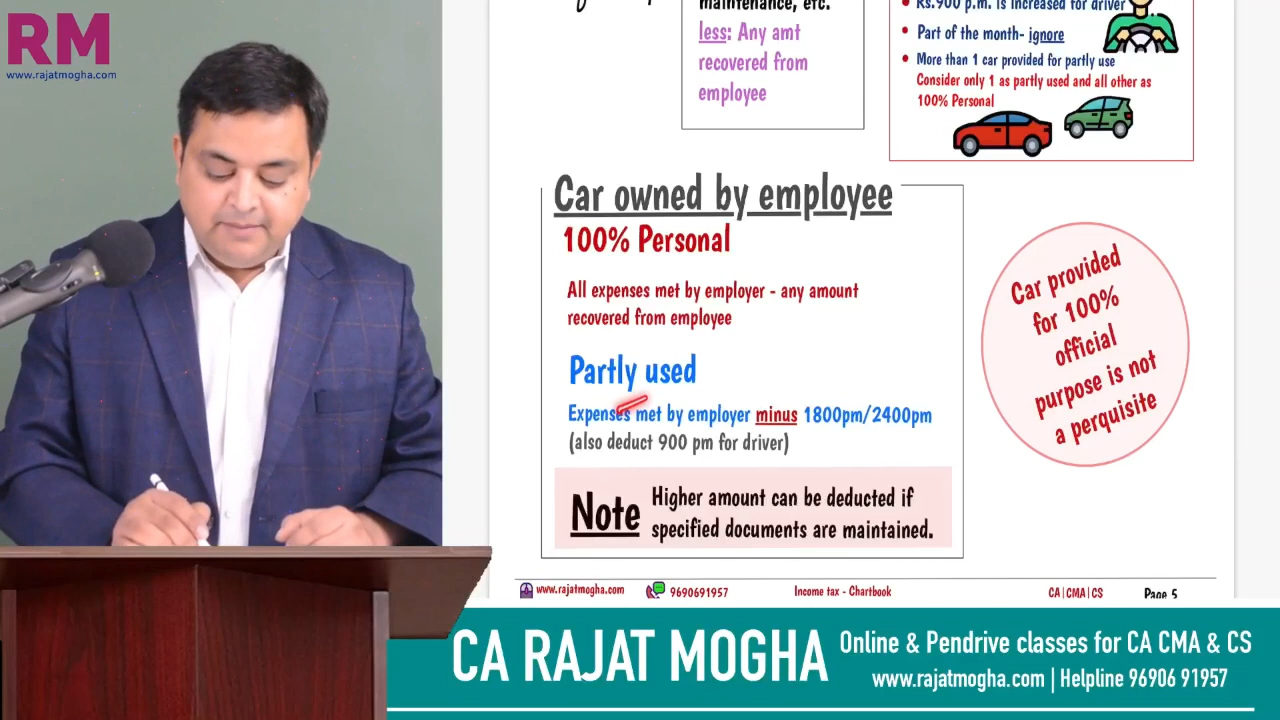 RM
www.rajatmogha.com
maintenance, etc.
less: Any amt
recovered from
employee
Rs.900 p.m. is increased for driver
Part of the month- ignore
More than 1 car provided for partly use
Consider only 1 as partly used and all other as
100% Personal
Car owned by employee
100% Personal
All expenses met by employer - any amount
recovered from employee
Partly used
Expenses met by employer minus 1800pm/2400pm
(also deduct 900 pm for driver)
Note
Higher amount can be deducted if
specified documents are maintained.
Car provided
for 100%
official
purpose is not
a perquisite
www.rajatmogha.com
9690691957
Income tax - Chartbook
CA|CMA|CS
Page 5
CA RAJAT MOGHA
Online & Pendrive classes for CA CMA & CS
www.rajatmogha.com | Helpline 96906 91957